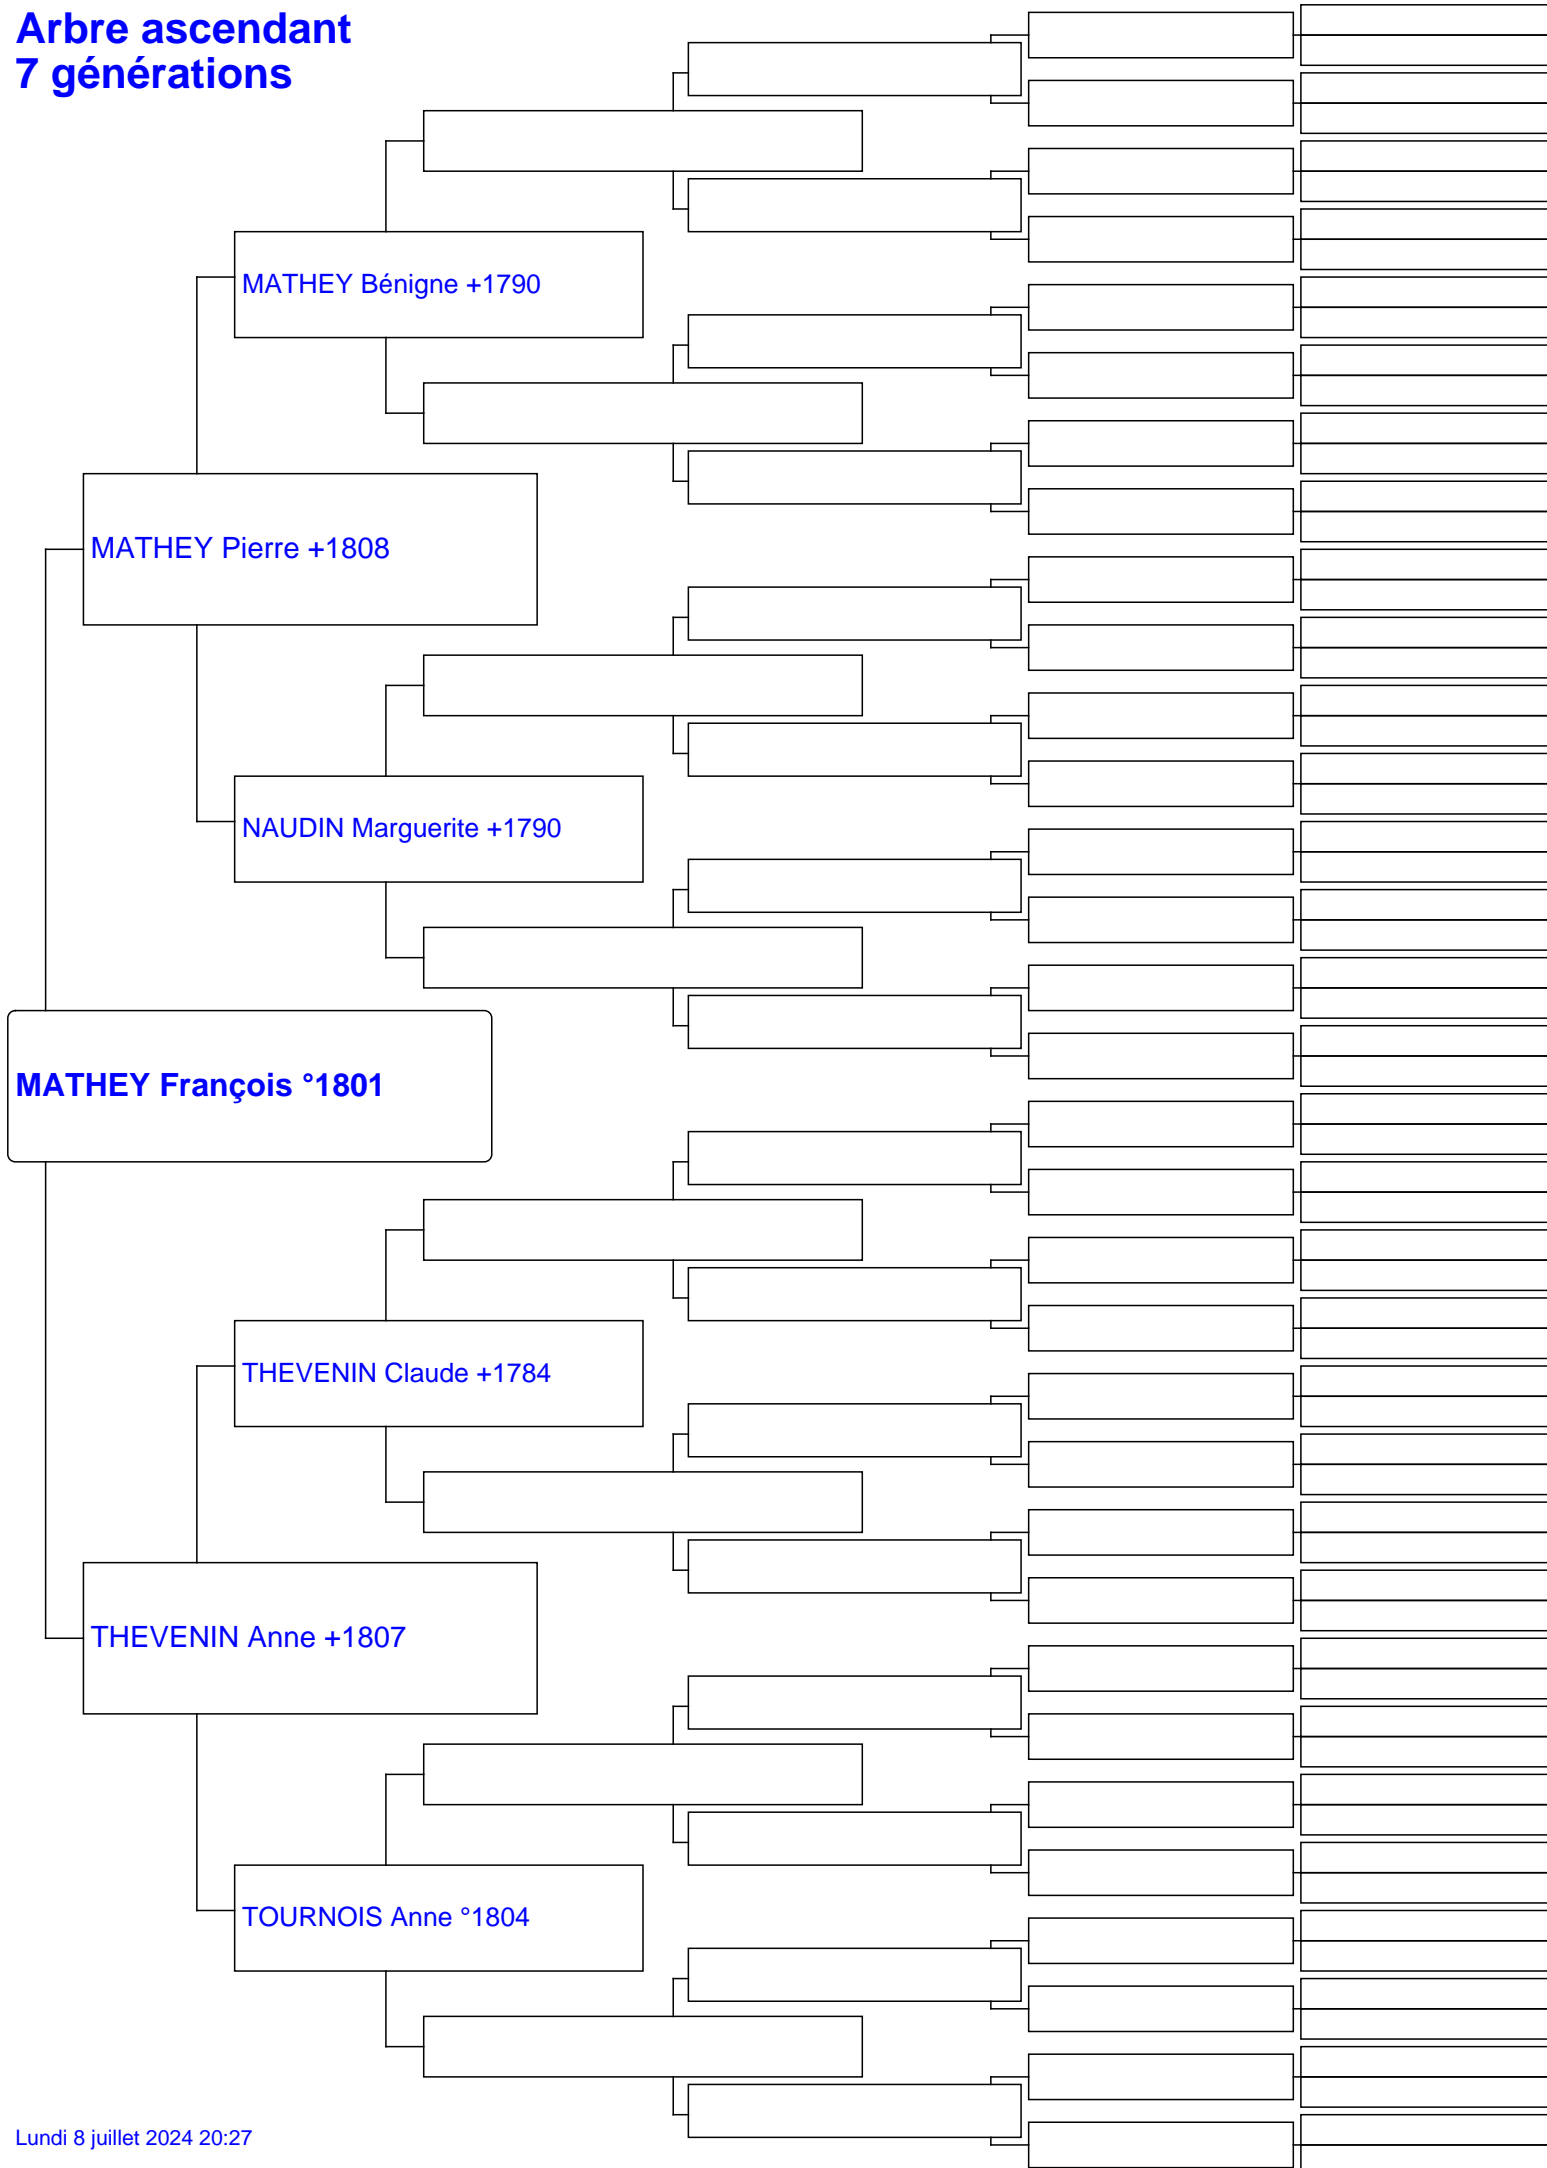 Arbre ascendant
7 générations
MATHEY Bénigne +1790
MATHEY Pierre +1808
NAUDIN Marguerite +1790
MATHEY François °1801
THEVENIN Claude +1784
THEVENIN Anne +1807
TOURNOIS Anne °1804
Lundi 8 juillet 2024 20:27